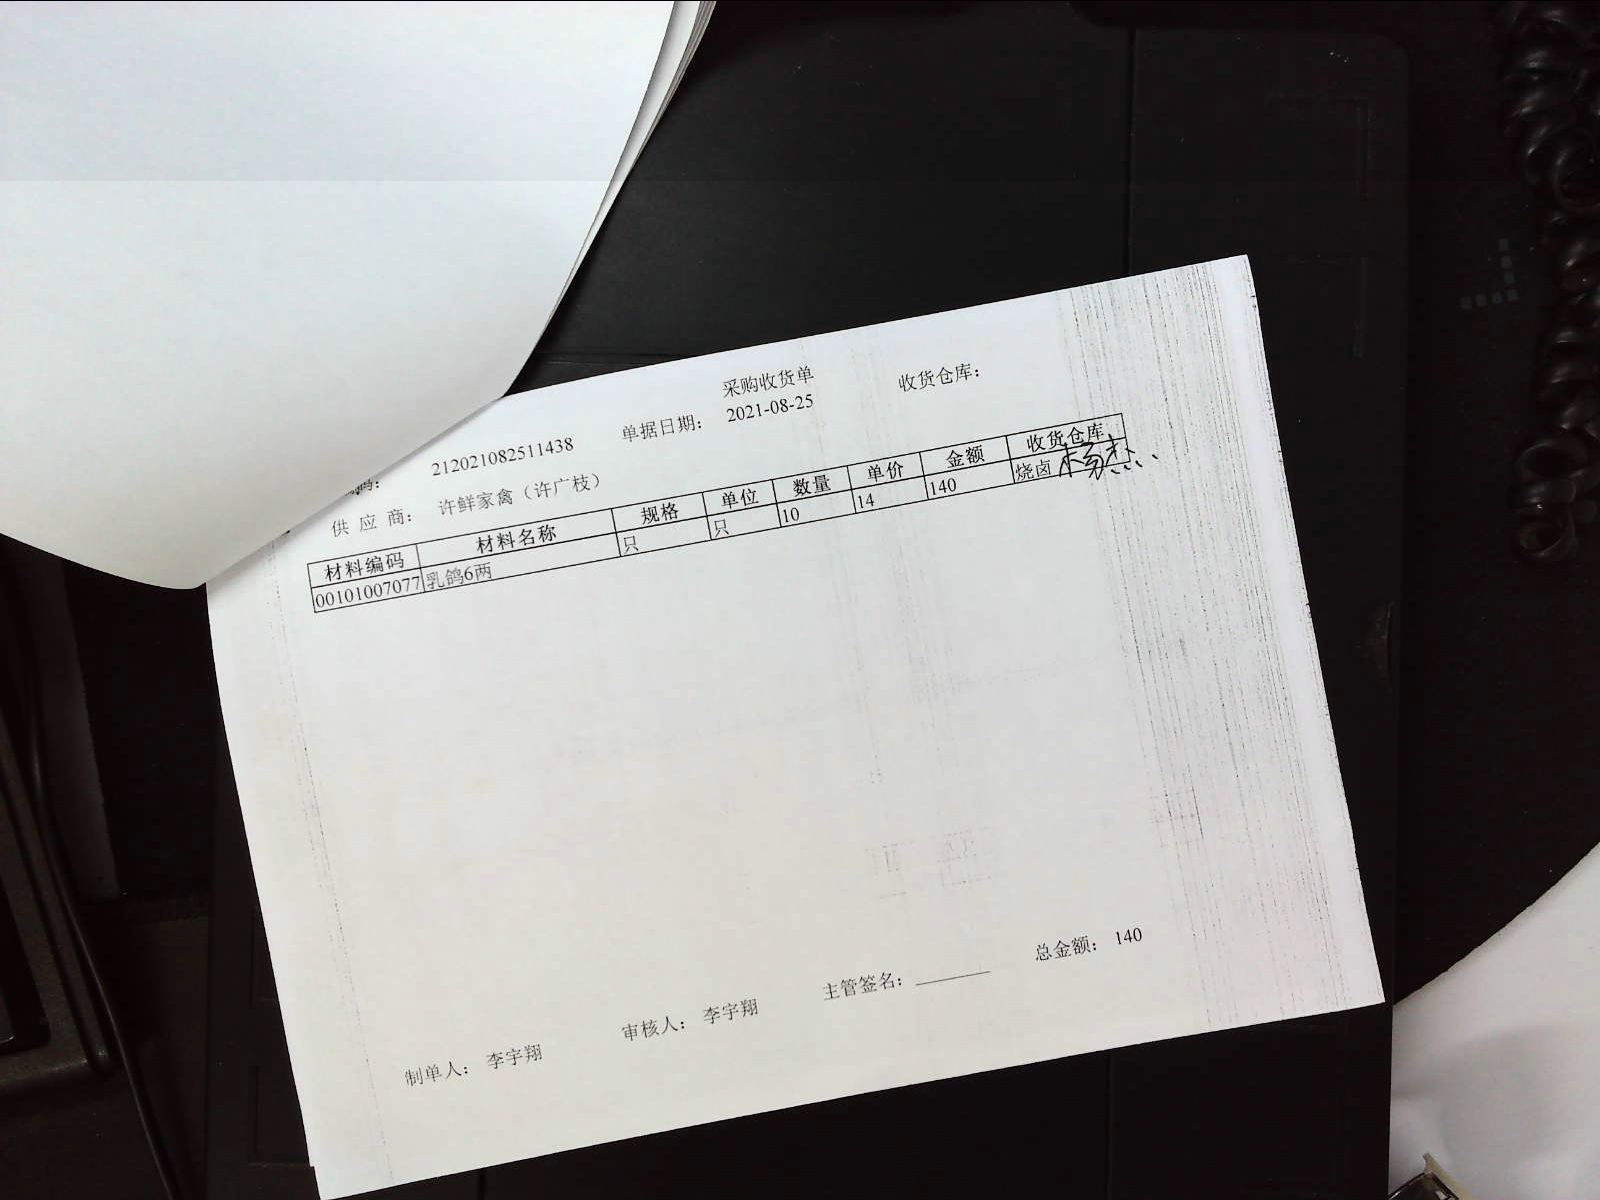 采购收货单 收货仓库：
码： 212021082511438 单据日期： 2021-08-25
供 应 商： 许鲜家禽（许广枝）
材料编码 材料名称 规格 单位 数量 单价 金额 收货仓库
00101007077 乳鸽6两 只 只 10 14 140 烧卤
制单人： 李宇翔 审核人： 李宇翔 主管签名： 总金额： 140